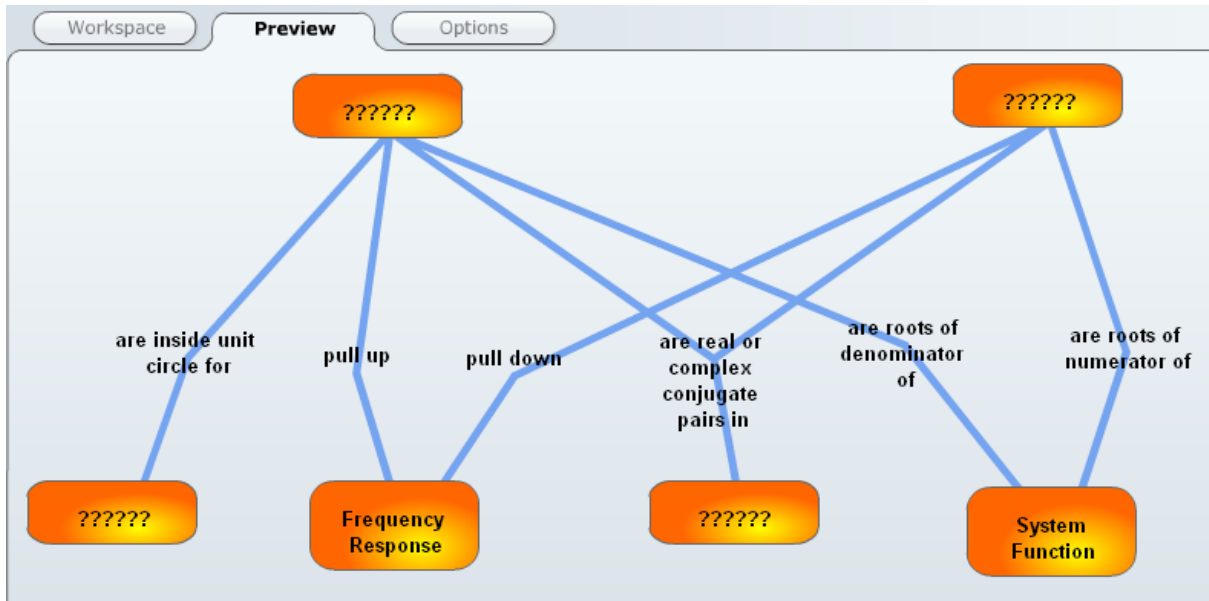 Workspace
Preview
Options
??????
??????
are inside unit
circle for
pull up
pull down
are real or
complex
conjugate
pairs in
are roots of
denominator
of
are roots of
numerator of
??????
Frequency
Response
??????
System
Function